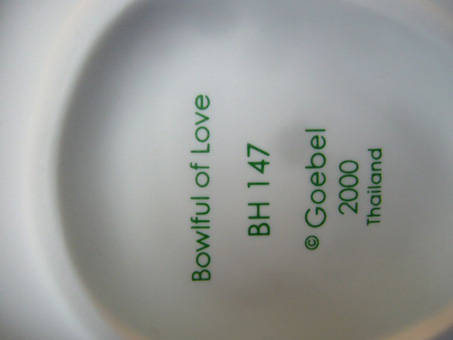 Bowlful of Love
BH 147
© Goebel
2000
Thailand